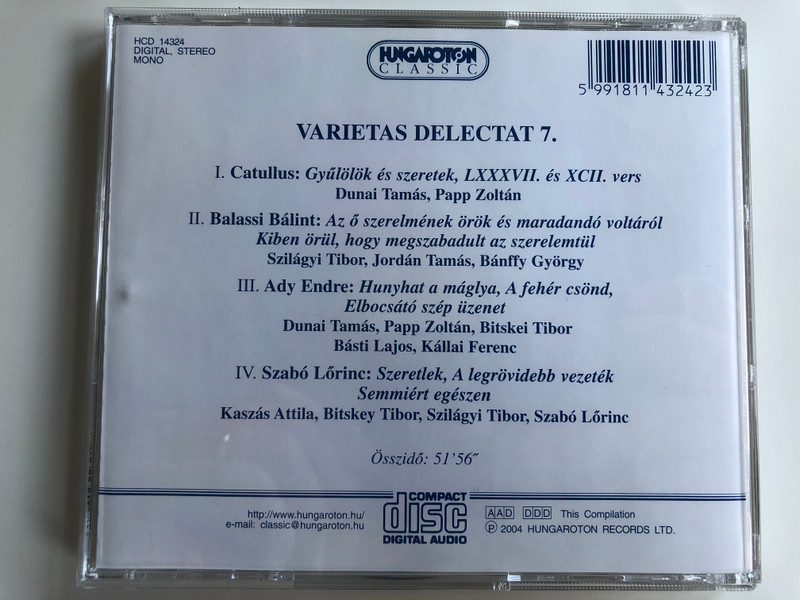 HCD 14324
DIGITAL, STEREO
MONO
HUNGAROTON
CLASSIC
5 991811 432423
VARIETAS DELECTAT 7.
I. Catullus: Gyűlölök és szeretek, LXXXVII. és XCII. vers
Dunai Tamás, Papp Zoltán
II. Balassi Bálint: Az ő szerelmének örök és maradandó voltáról
Kiben örül, hogy megszabadult az szerelemtül
Szilágyi Tibor, Jordán Tamás, Bánffy György
III. Ady Endre: Hunyhat a máglya, A fehér csönd,
Elbocsátó szép üzenet
Dunai Tamás, Papp Zoltán, Bitskei Tibor
Básti Lajos, Kállai Ferenc
IV. Szabó Lőrinc: Szeretlek, A legrövidebb vezeték
Semmiért egészen
Kaszás Attila, Bitskey Tibor, Szilágyi Tibor, Szabó Lőrinc
Összidő: 51'56"
http://www.hungaroton.hu/
e-mail: classic@hungaroton.hu
COMPACT
disc
DIGITAL AUDIO
AAD DDD This Compilation
℗ 2004 HUNGAROTON RECORDS LTD.